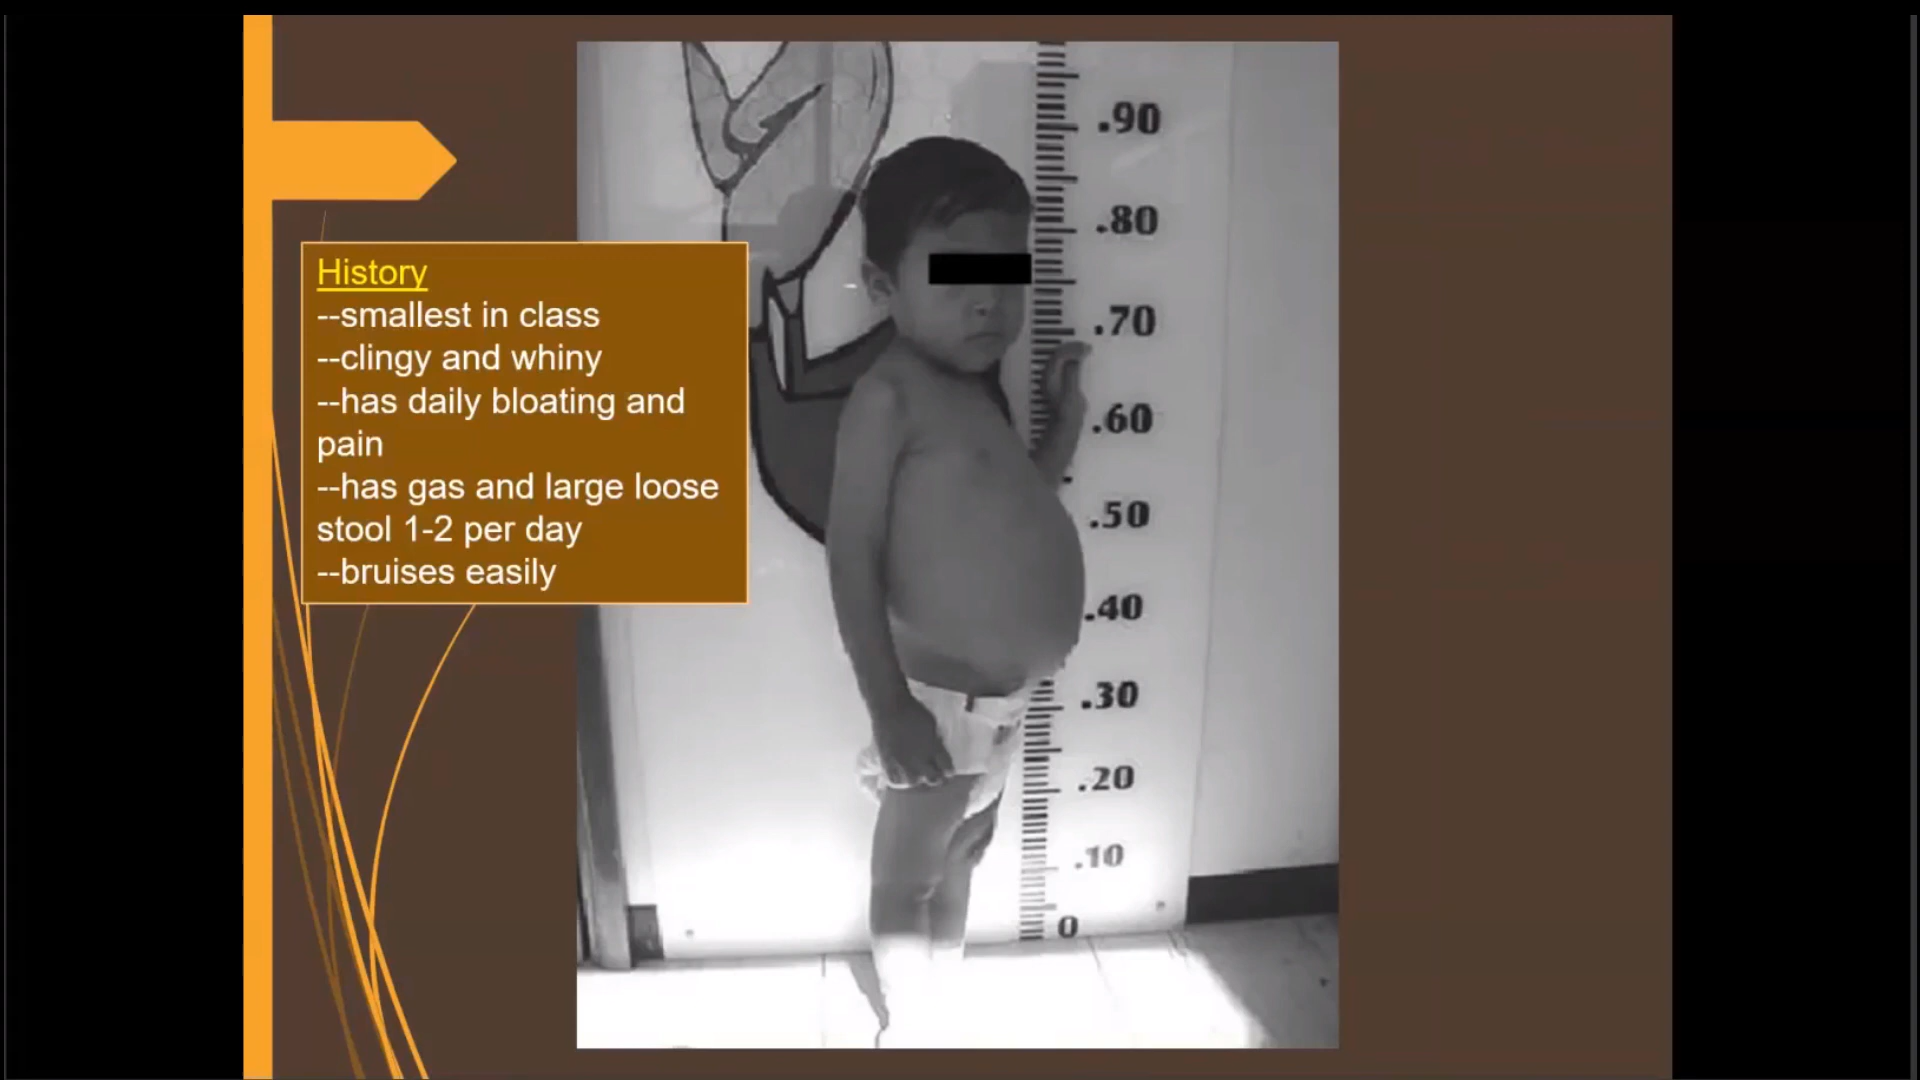 History
--smallest in class
--clingy and whiny
--has daily bloating and
pain
--has gas and large loose
stool 1-2 per day
--bruises easily
.90
.80
.70
.60
.50
.40
.30
.20
.10
0